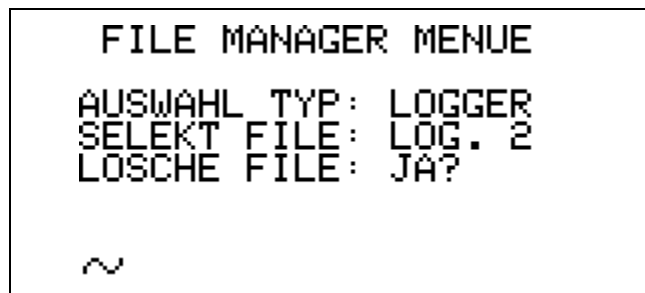 FILE MANAGER MENUE
AUSWAHL TYP: LOGGER
SELEKT FILE: LOG. 2
LOSCHE FILE: JA?
~